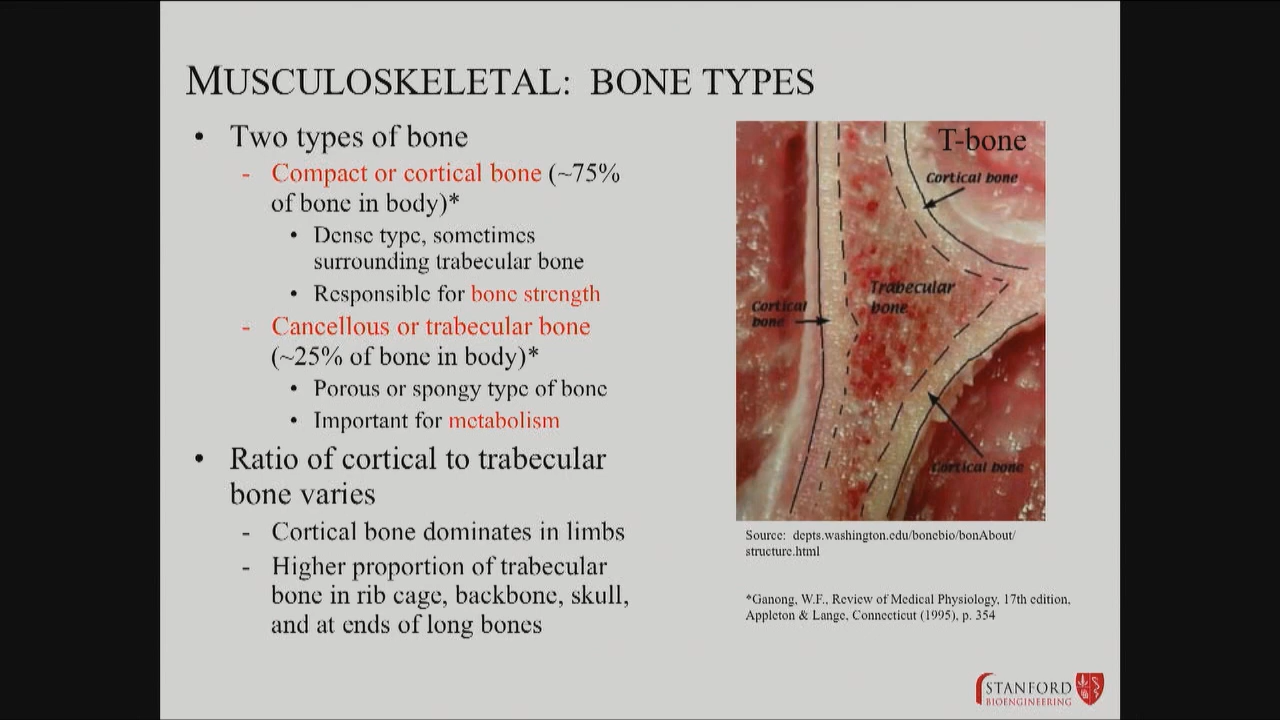 MUSCULOSKELETAL: BONE TYPES
• Two types of bone
- Compact or cortical bone (~75%
of bone in body)*
• Dense type, sometimes
surrounding trabecular bone
• Responsible for bone strength
- Cancellous or trabecular bone
(~25% of bone in body)*
• Porous or spongy type of bone
• Important for metabolism
• Ratio of cortical to trabecular
bone varies
- Cortical bone dominates in limbs
- Higher proportion of trabecular
bone in rib cage, backbone, skull,
and at ends of long bones
T-bone
Cortical bone
Trabecular
bone
Cortical
bone
Cortical bone
Source: depts.washington.edu/bonebio/bonAbout/
structure.html
*Ganong, W.F., Review of Medical Physiology, 17th edition,
Appleton & Lange, Connecticut (1995), p. 354
STANFORD
BIOENGINEERING